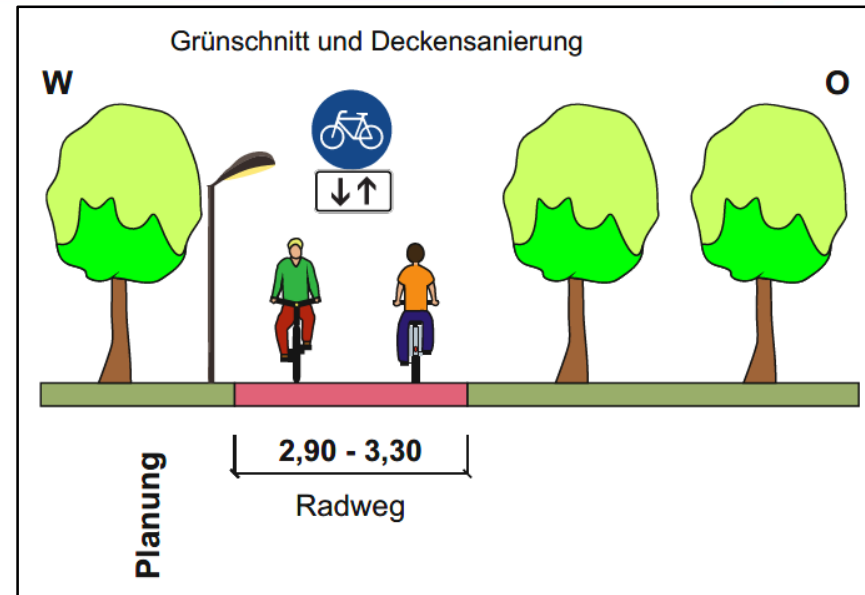 Grünschnitt und Deckensanierung
W
O
↓↑
2,90 - 3,30
Radweg
Planung